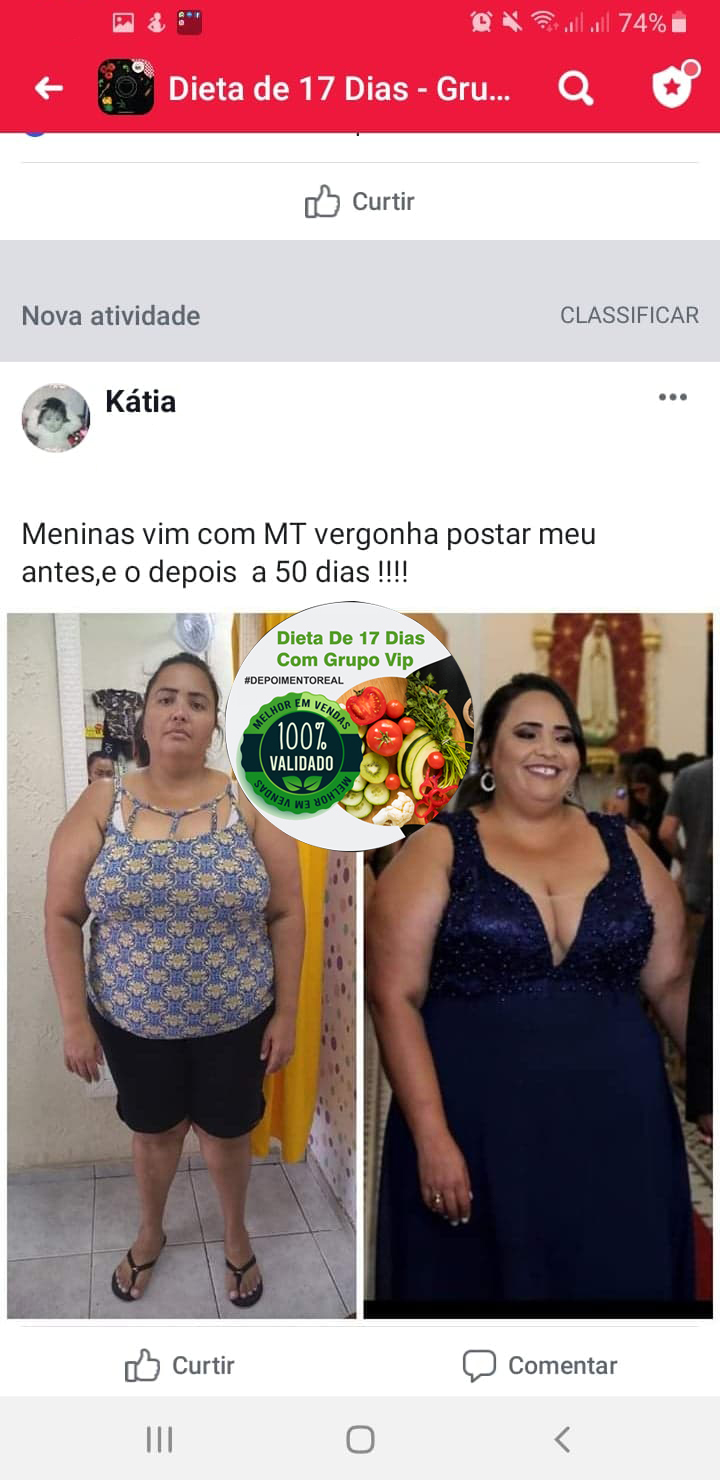 74%
Dieta de 17 Dias - Gru...
Curtir
Nova atividade
CLASSIFICAR
Kátia
Meninas vim com MT vergonha postar meu
antes,e o depois  a 50 dias !!!!
Dieta De 17 Dias
Com Grupo Vip
#DEPOIMENTOREAL
MELHOR EM VENDAS
100%
VALIDADO
MELHOR EM VENDAS
Curtir
Comentar